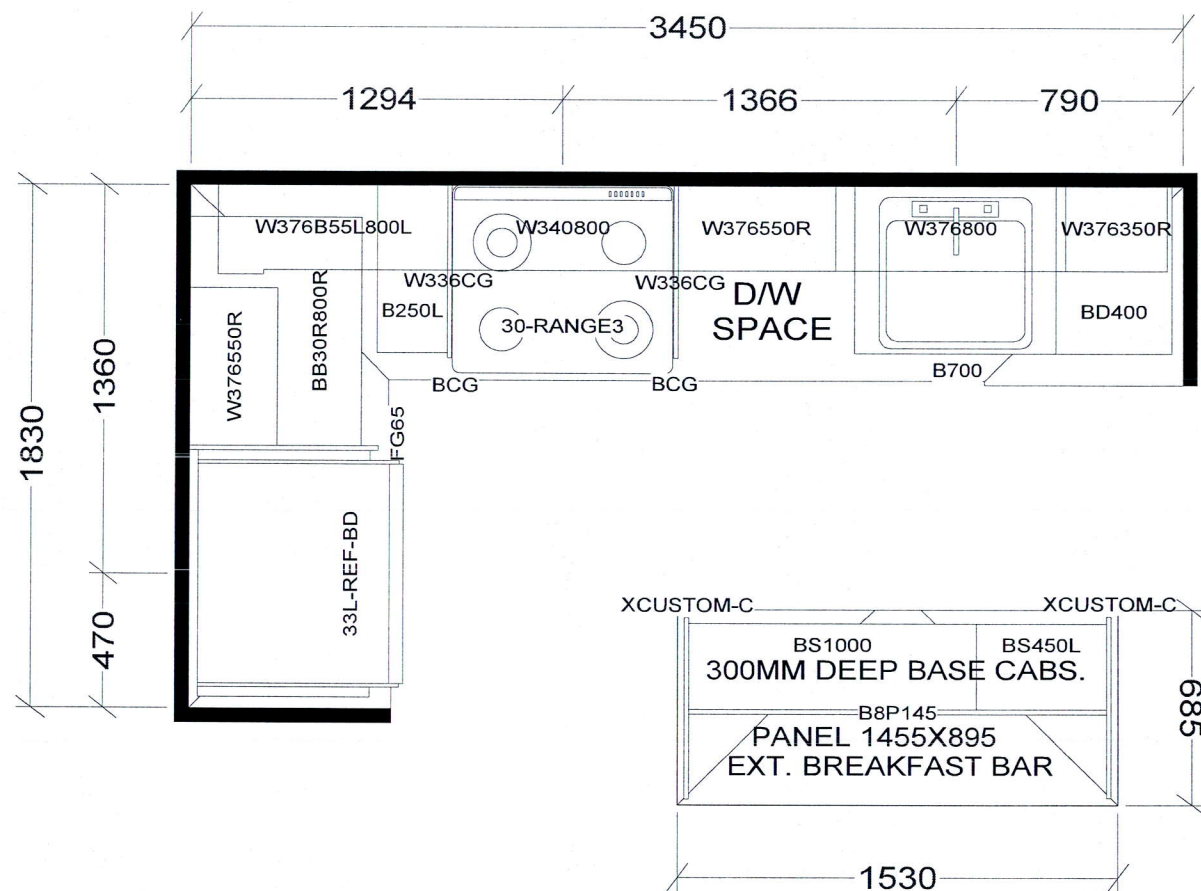 3450
1294
1366
790
W376B55L800L
W340800
W376550R
W376800
W376350R
W336CG
W336CG
B250L
D/W
SPACE
30-RANGE3
BD400
BB30R800R
W376550R
BCG
BCG
B700
FG65
1360
1830
470
33L-REF-BD
XCUSTOM-C
XCUSTOM-C
BS1000
BS450L
300MM DEEP BASE CABS.
B8P145
PANEL 1455X895
EXT. BREAKFAST BAR
685
1530